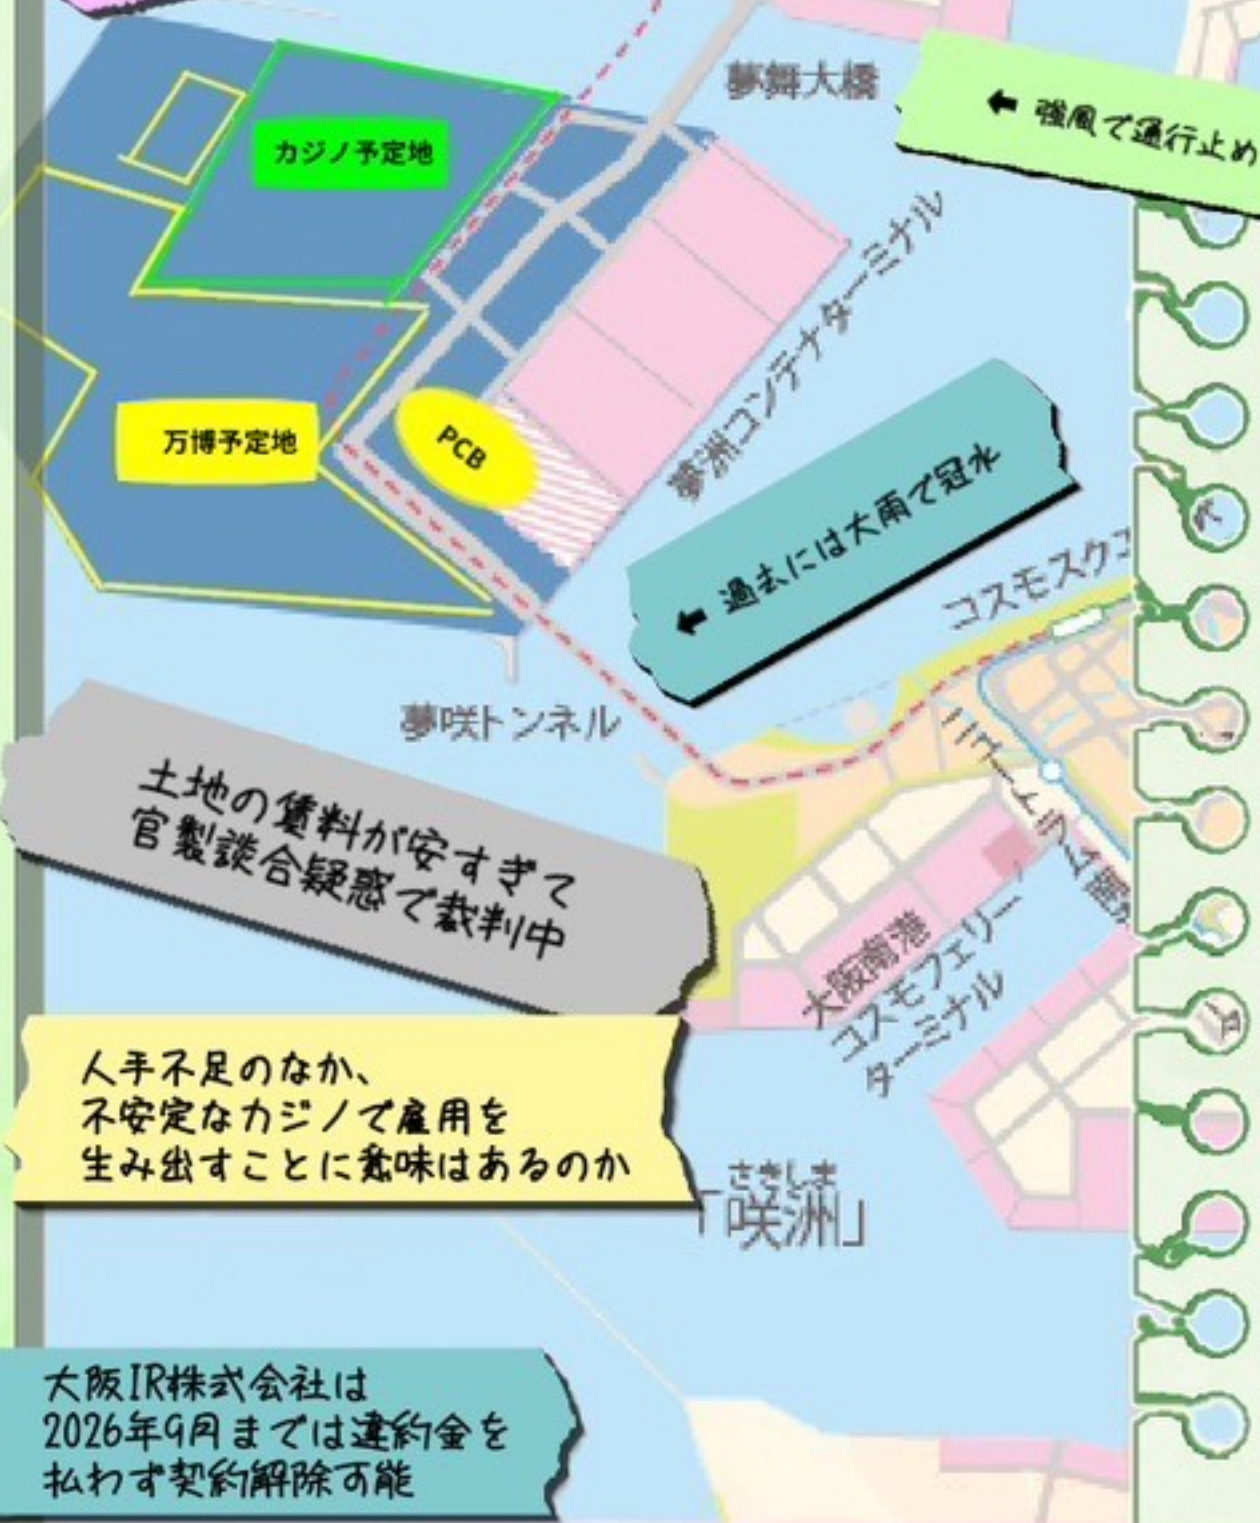 夢舞大橋
← 強風で通行止め
カジノ予定地
夢洲コンテナターミナル
万博予定地
PCB
← 過去には大雨で冠水
コスモスクエ
夢咲トンネル
ニュートラム南
土地の賃料が安すぎて
官製談合疑惑で裁判中
大阪南港
コスモフェリー
ターミナル
人手不足のなか、
不安定なカジノで雇用を
生み出すことに意味はあるのか
さきしま
「咲洲」
大阪IR株式会社は
2026年9月までは違約金を
払わず契約解除可能